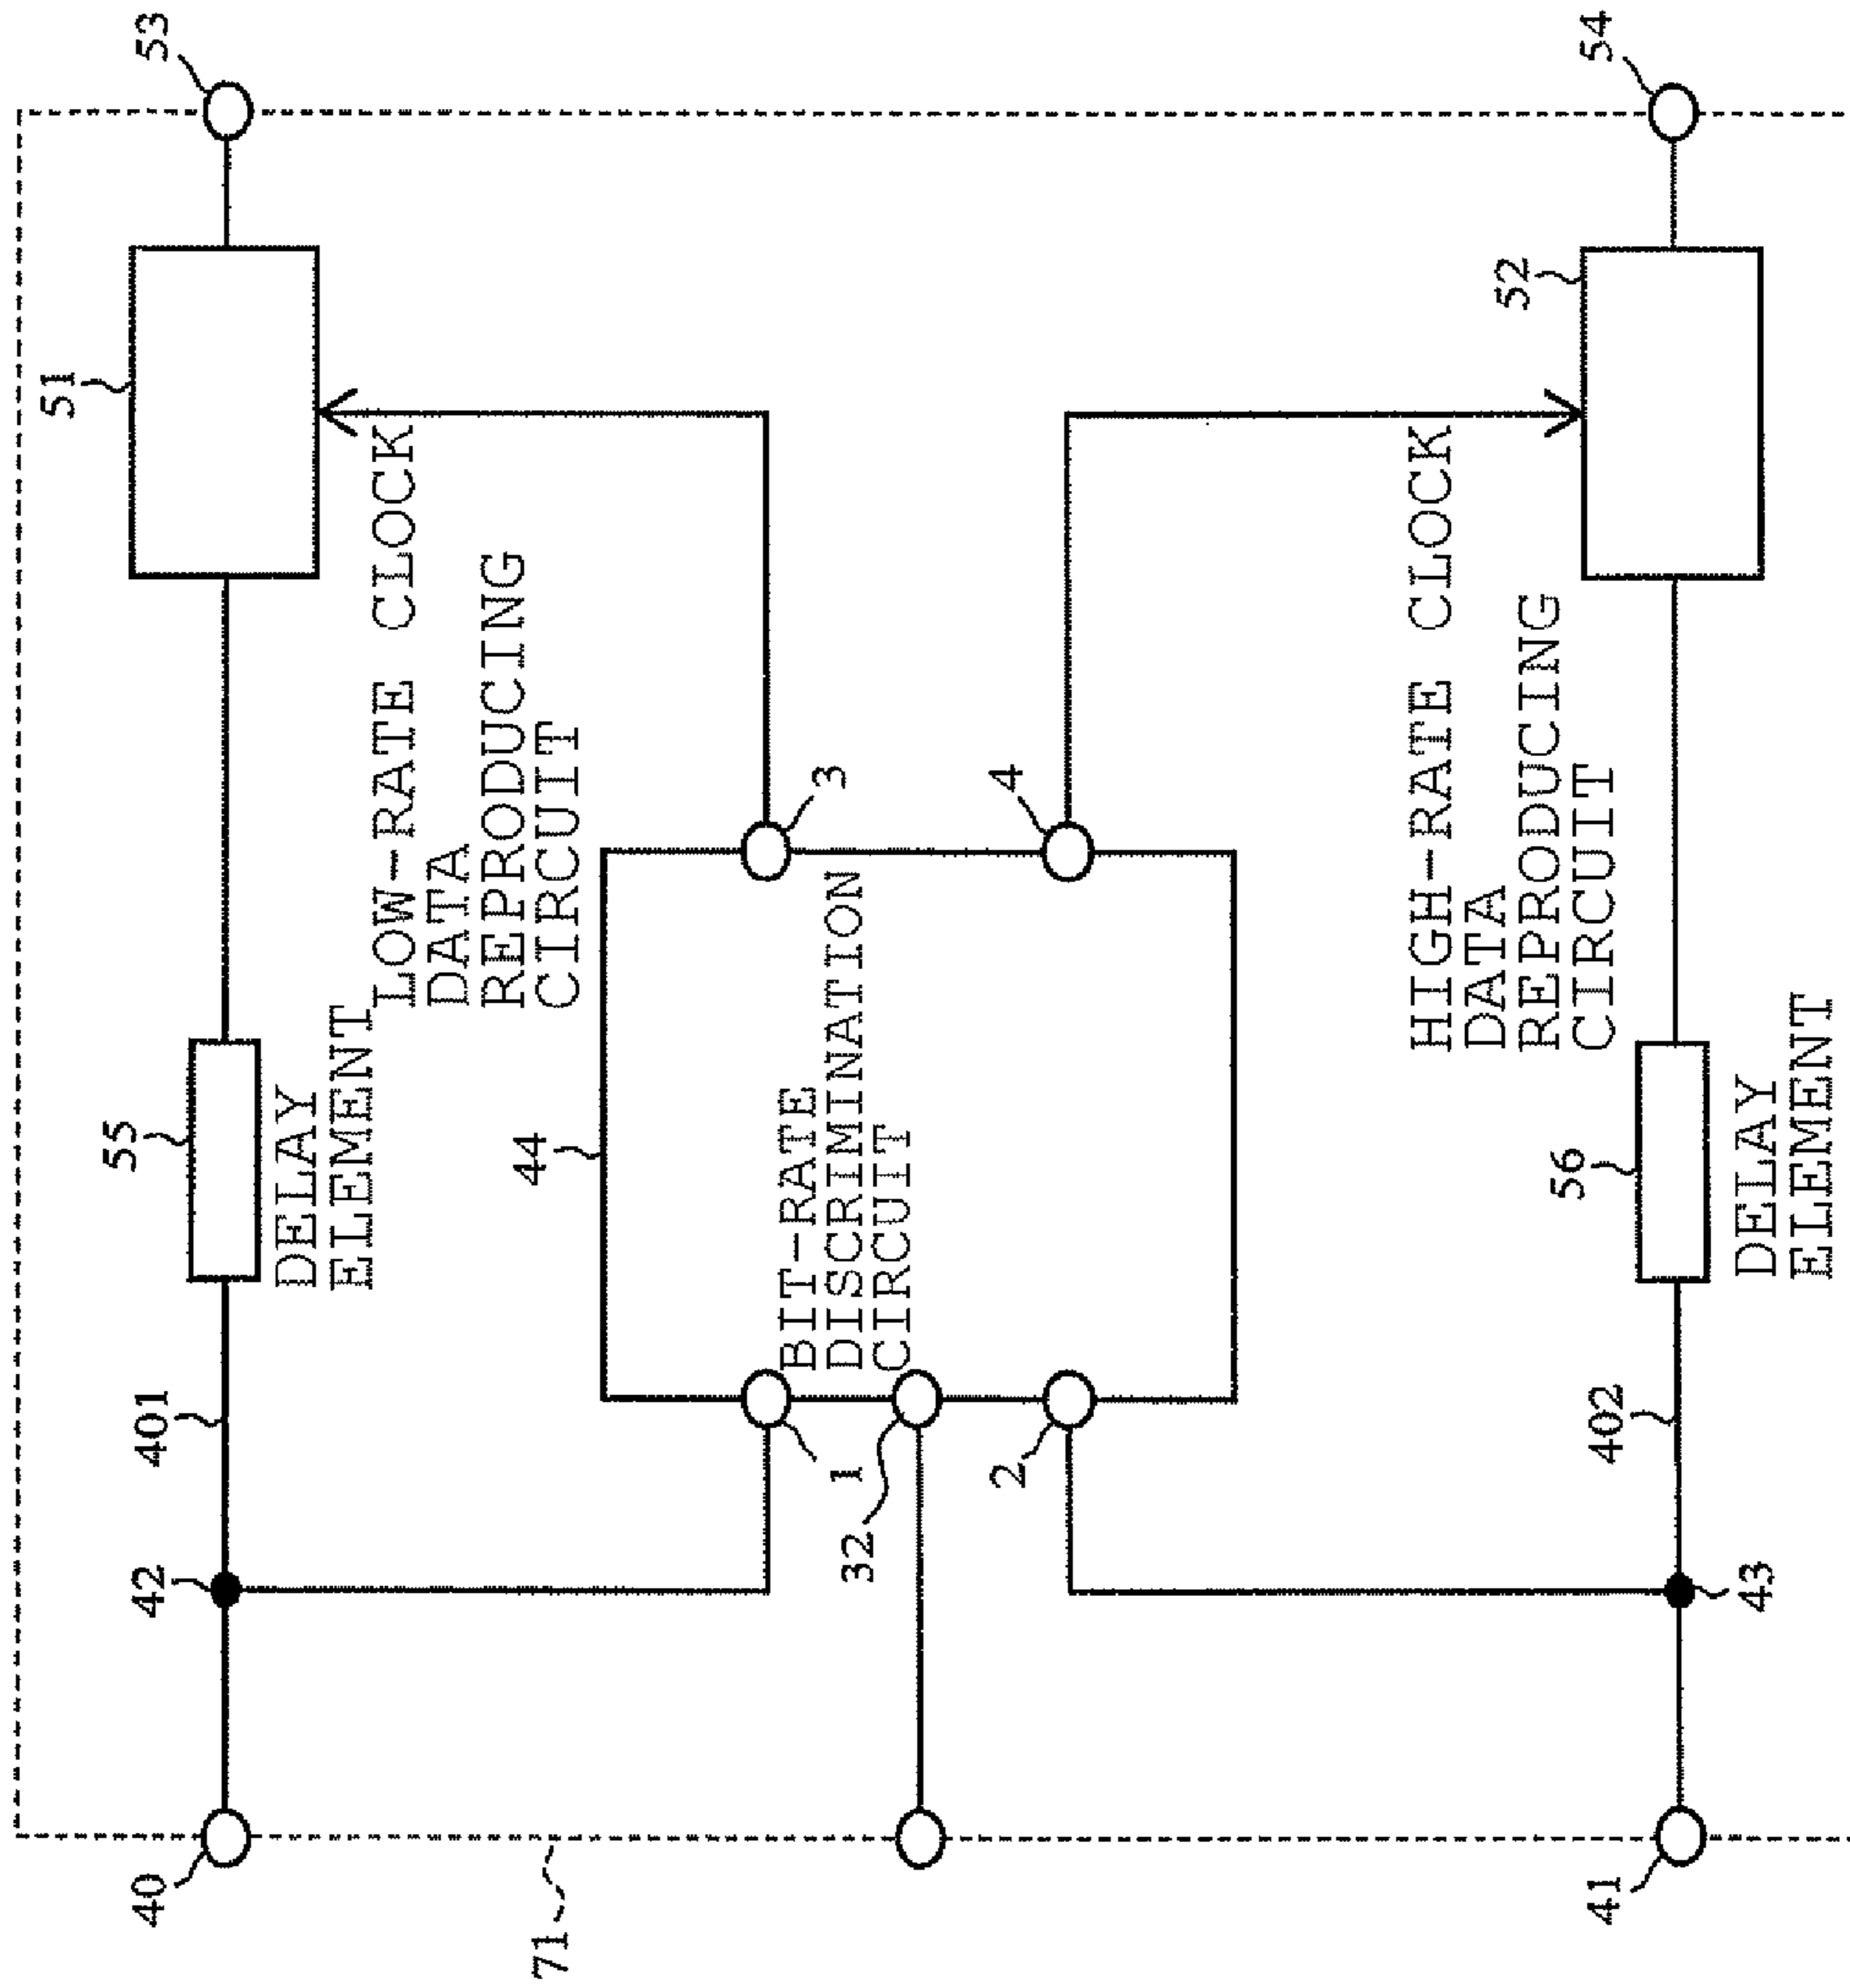 53
51
LOW-RATE CLOCK
DATA
REPRODUCING
CIRCUIT
55
DELAY
ELEMENT
401
42
40
71
44
BIT-RATE
DISCRIMINATION
CIRCUIT
3
4
1
32
2
54
52
HIGH-RATE CLOCK
DATA
REPRODUCING
CIRCUIT
56
DELAY
ELEMENT
402
43
41